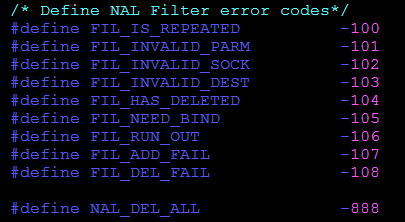 /* Define NAL Filter error codes*/
#define FIL_IS_REPEATED -100
#define FIL_INVALID_PARM -101
#define FIL_INVALID_SOCK -102
#define FIL_INVALID_DEST -103
#define FIL_HAS_DELETED -104
#define FIL_NEED_BIND -105
#define FIL_RUN_OUT -106
#define FIL_ADD_FAIL -107
#define FIL_DEL_FAIL -108
#define NAL_DEL_ALL -888